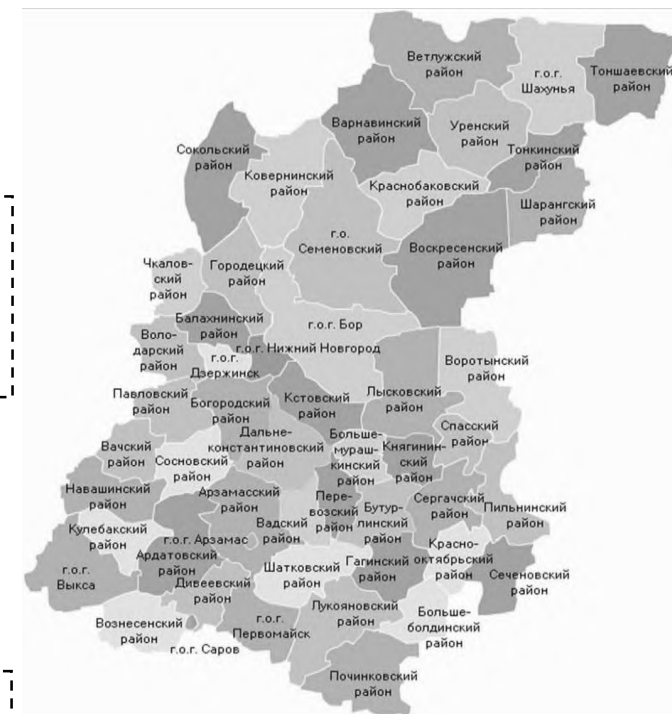 Ветлужский
район
г.о.г.
Шахунья
Тоншаевский
район
Варнавинский
район
Уренский
район
Тонкинский
район
Сокольский
район
Ковернинский
район
Краснобаковский
район
Шарангский
район
г.о.
Семеновский
Воскресенский
район
Чкалов-
ский
район
Городецкий
район
Балахнинский
район
г.о.г. Бор
Воло-
дарский
район
г.о.г.
Дзержинск
г.о.г. Нижний Новгород
Воротынский
район
Павловский
район
Богородский
район
Кстовский
район
Лысковский
район
Спасский
район
Вачский
район
Сосновский
район
Дальне-
константиновский
район
Больше-
мураш-
кинский
район
Княгинин-
ский
район
Навашинский
район
Арзамасский
район
Вадский
район
Пере-
возский
район
Бутур-
линский
район
Сергачский
район
Пильнинский
район
Кулебакский
район
г.о.г. Арзамас
г.о.г.
Выкса
Ардатовский
район
Дивеевский
район
Шатковский
район
Гагинский
район
Красно-
октябрьский
район
Сеченовский
район
Вознесенский
район
г.о.г. Саров
г.о.г.
Первомайск
Лукояновский
район
Больше-
болдинский
район
Починковский
район